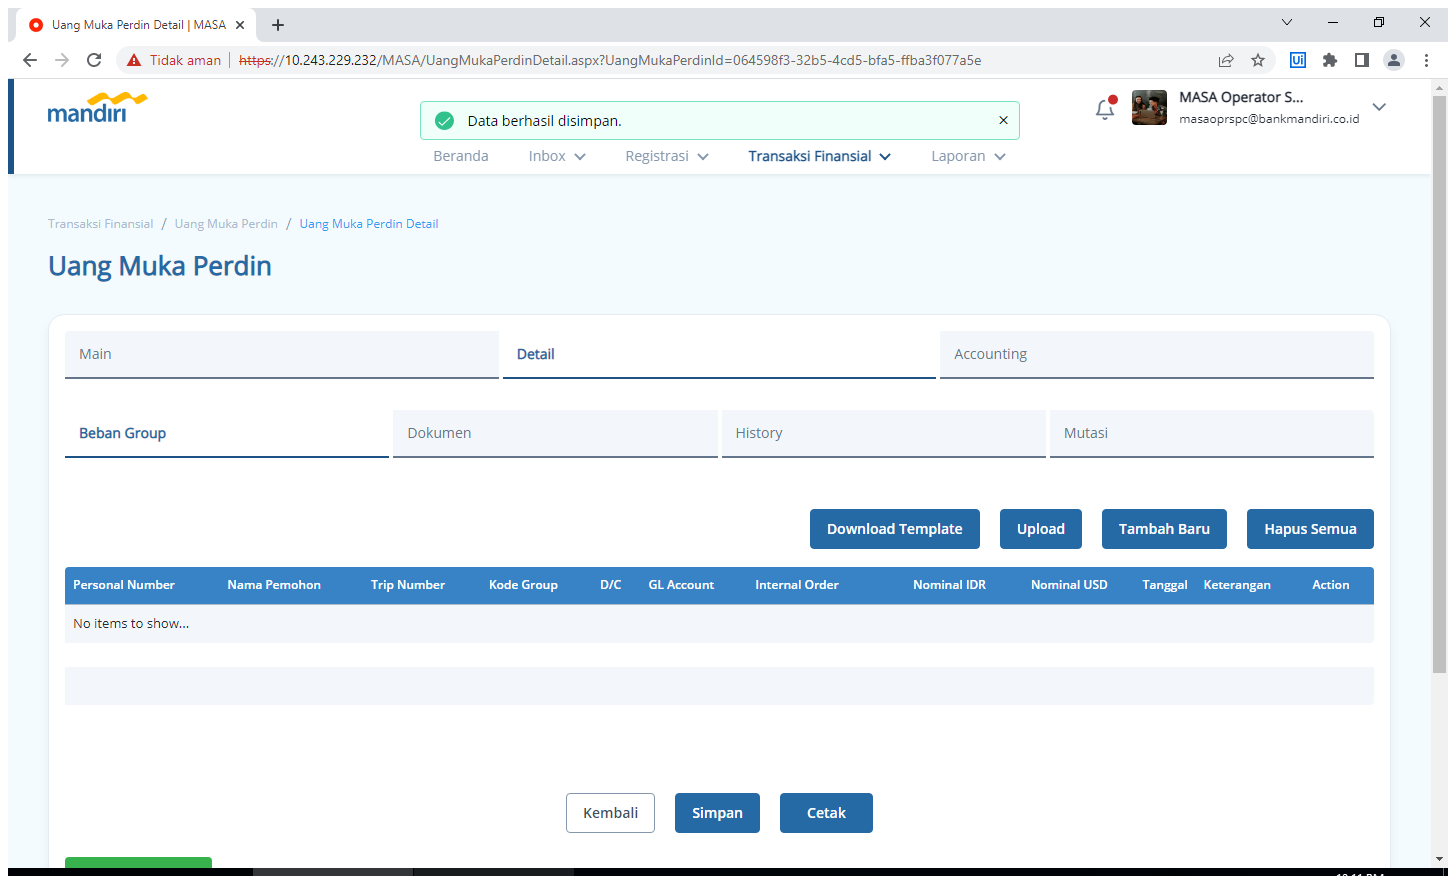 Uang Muka Perdin Detail | MASA
Tidak aman https://10.243.229.232/MASA/UangMukaPerdinDetail.aspx?UangMukaPerdinId=064598f3-32b5-4cd5-bfa5-ffba3f077a5e
Ui
mandiri
Data berhasil disimpan.
MASA Operator S...
masaoprspc@bankmandiri.co.id
Beranda Inbox Registrasi Transaksi Finansial Laporan
Transaksi Finansial / Uang Muka Perdin / Uang Muka Perdin Detail
Uang Muka Perdin
Main Detail Accounting
Beban Group Dokumen History Mutasi
Download Template Upload Tambah Baru Hapus Semua
Personal Number Nama Pemohon Trip Number Kode Group D/C GL Account Internal Order Nominal IDR Nominal USD Tanggal Keterangan Action
No items to show...
Kembali Simpan Cetak